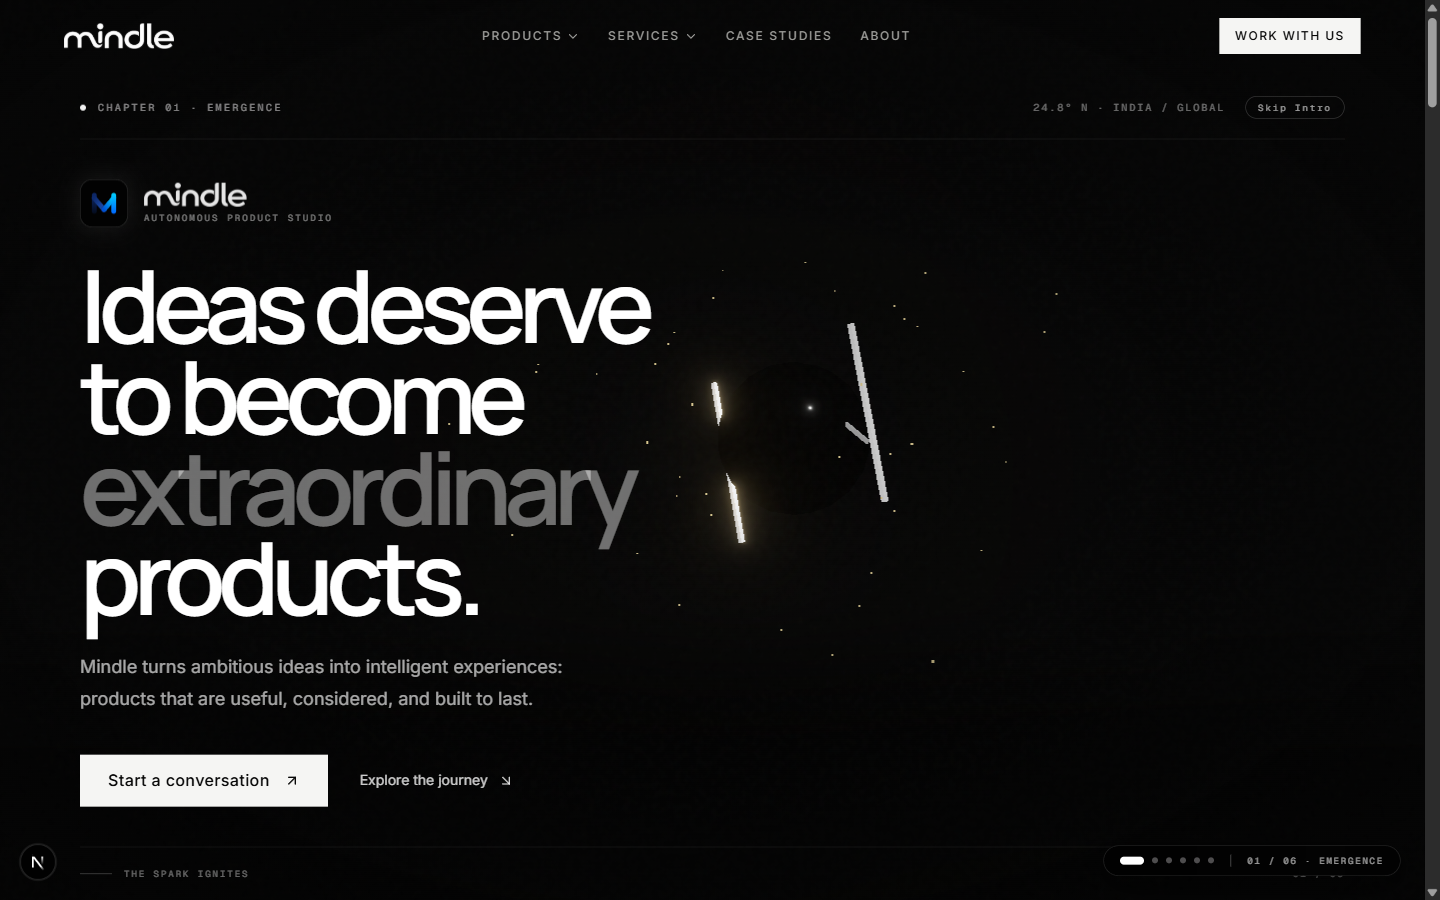 mindle
PRODUCTS
SERVICES
CASE STUDIES
ABOUT
WORK WITH US
CHAPTER 01 · EMERGENCE
24.8° N · INDIA / GLOBAL
Skip Intro
mindle
AUTONOMOUS PRODUCT STUDIO
Ideas deserve
to become
extraordinary
products.
Mindle turns ambitious ideas into intelligent experiences:
products that are useful, considered, and built to last.
Start a conversation
Explore the journey
N
THE SPARK IGNITES
01 / 06 · EMERGENCE